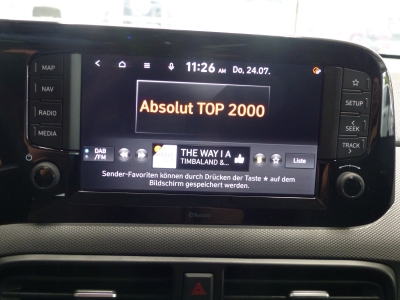 11:26 AM Do, 24.07.
MAP
NAV
RADIO
MEDIA
Absolut TOP 2000
SETUP
SEEK
TRACK
DAB
/FM
THE WAY I A
TIMBALAND &...
Liste
Sender-Favoriten können durch Drücken der Taste ★ auf dem
Bildschirm gespeichert werden.
Bluetooth